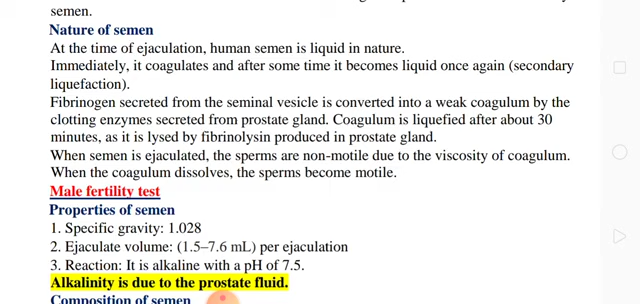 semen.
Nature of semen
At the time of ejaculation, human semen is liquid in nature.
Immediately, it coagulates and after some time it becomes liquid once again (secondary
liquefaction).
Fibrinogen secreted from the seminal vesicle is converted into a weak coagulum by the
clotting enzymes secreted from prostate gland. Coagulum is liquefied after about 30
minutes, as it is lysed by fibrinolysin produced in prostate gland.
When semen is ejaculated, the sperms are non-motile due to the viscosity of coagulum.
When the coagulum dissolves, the sperms become motile.
Male fertility test
Properties of semen
1. Specific gravity: 1.028
2. Ejaculate volume: (1.5–7.6 mL) per ejaculation
3. Reaction: It is alkaline with a pH of 7.5.
Alkalinity is due to the prostate fluid.
Composition of semen